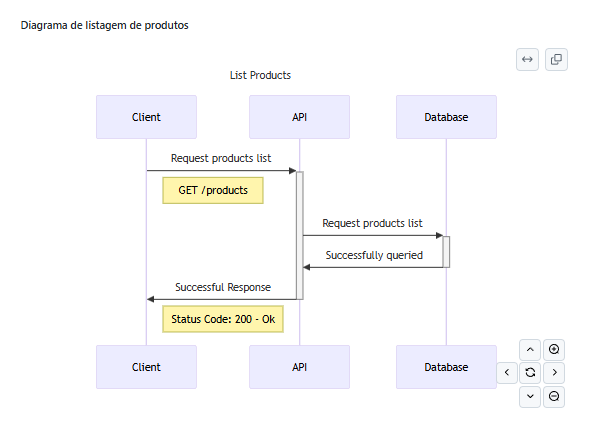 Diagrama de listagem de produtos
List Products
Client
API
Database
Request products list
GET /products
Request products list
Successfully queried
Successful Response
Status Code: 200 - Ok
Client
API
Database